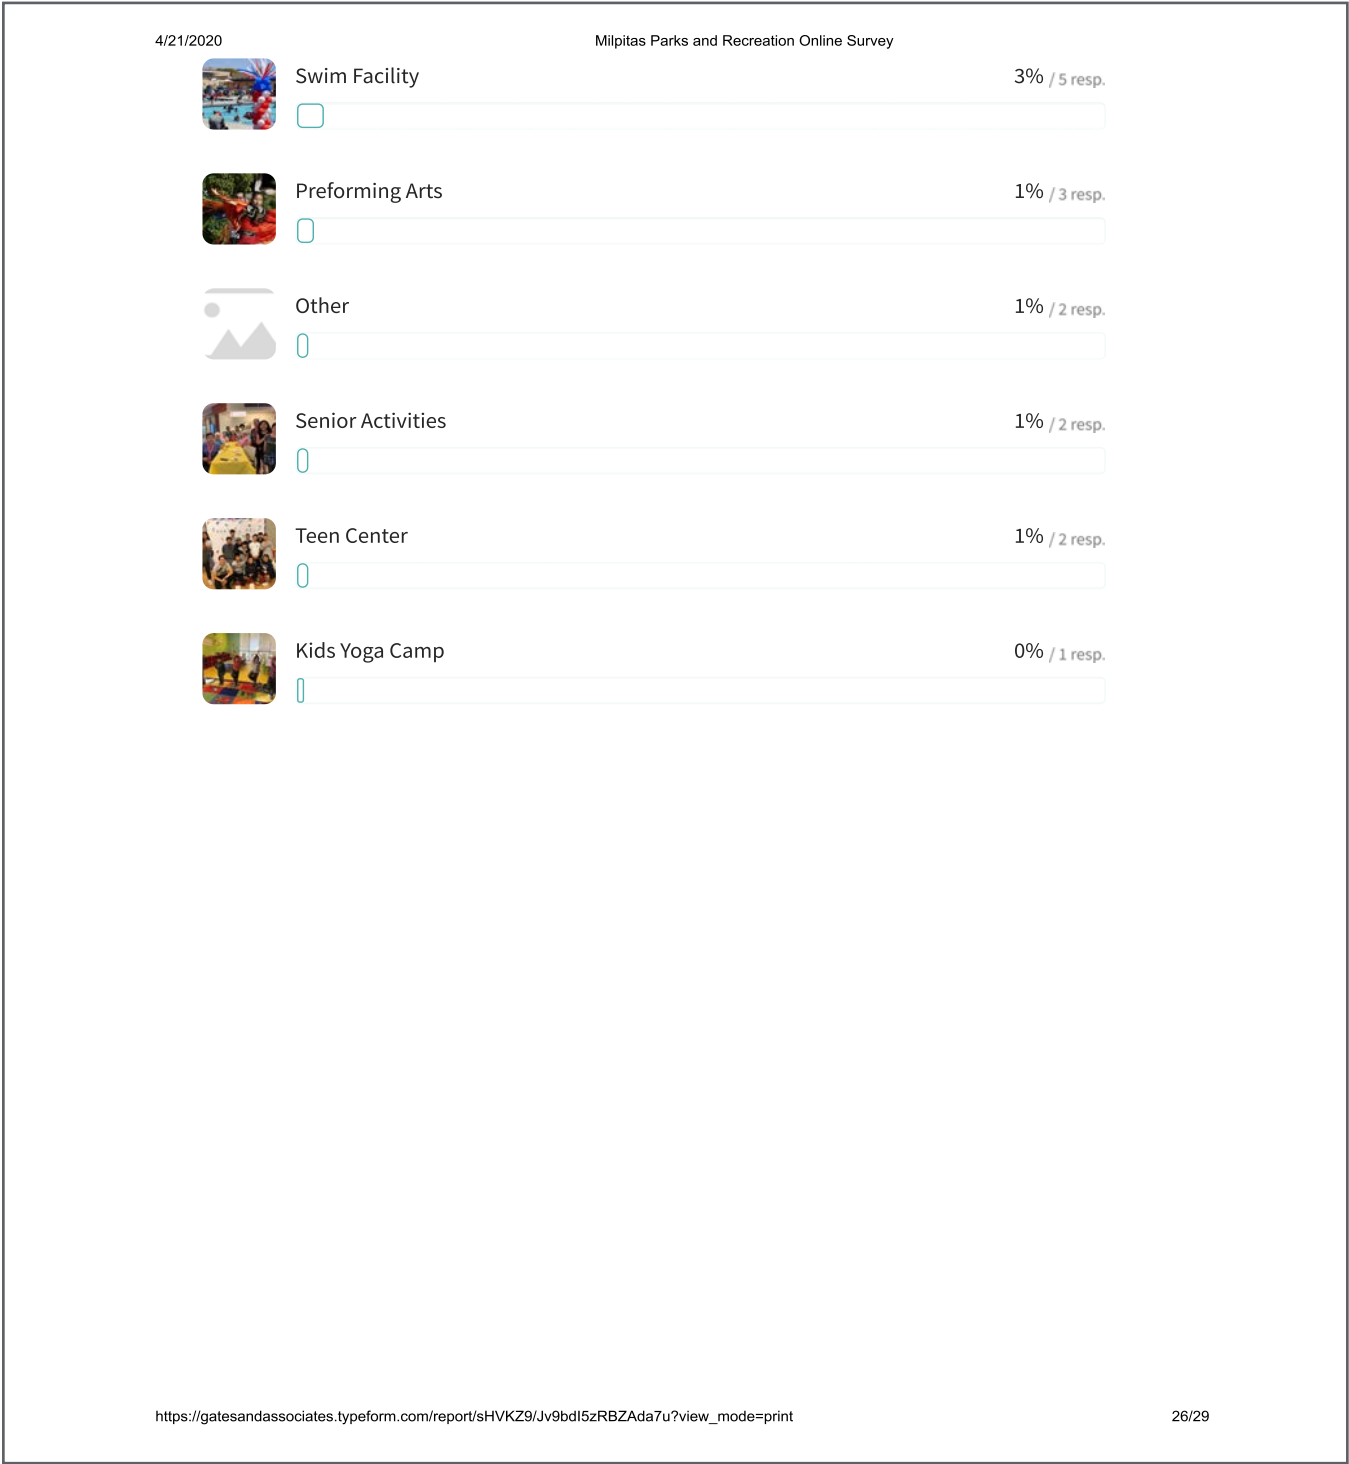 4/21/2020 Milpitas Parks and Recreation Online Survey
Swim Facility 3% / 5 resp.
Preforming Arts 1% / 3 resp.
Other 1% / 2 resp.
Senior Activities 1% / 2 resp.
Teen Center 1% / 2 resp.
Kids Yoga Camp 0% / 1 resp.
https://gatesandassociates.typeform.com/report/sHVKZ9/Jv9bdI5zRBZAda7u?view_mode=print 26/29